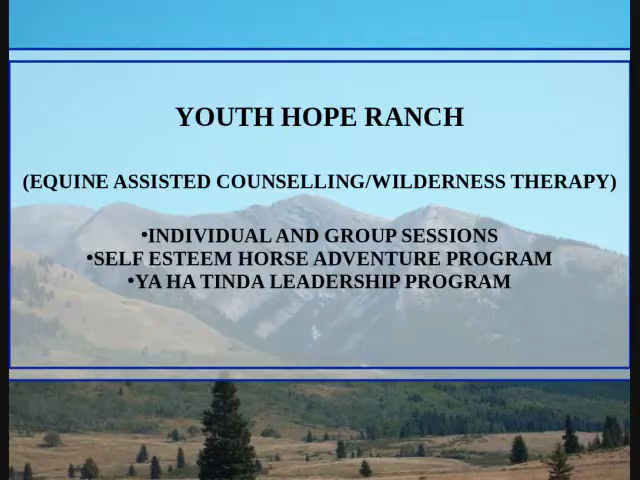 YOUTH HOPE RANCH
(EQUINE ASSISTED COUNSELLING/WILDERNESS THERAPY)
•INDIVIDUAL AND GROUP SESSIONS
•SELF ESTEEM HORSE ADVENTURE PROGRAM
•YA HA TINDA LEADERSHIP PROGRAM